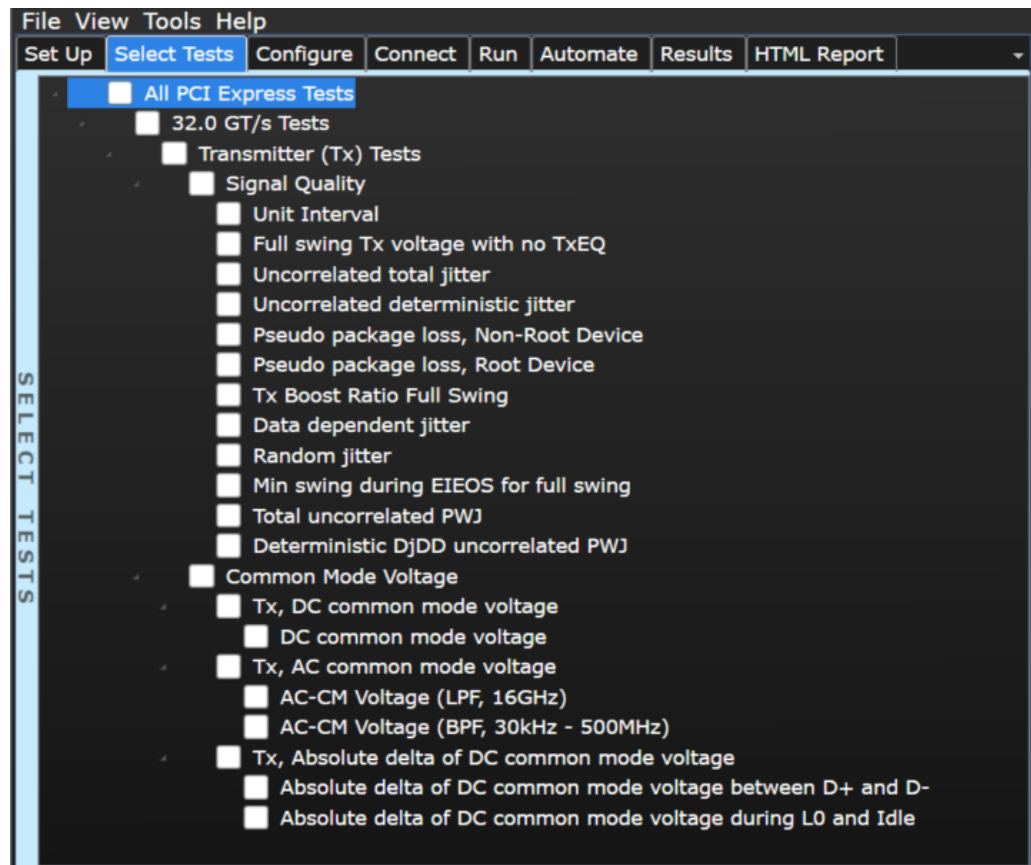 File View Tools Help
Set Up Select Tests Configure Connect Run Automate Results HTML Report
All PCI Express Tests
32.0 GT/s Tests
Transmitter (Tx) Tests
Signal Quality
Unit Interval
Full swing Tx voltage with no TxEQ
Uncorrelated total jitter
Uncorrelated deterministic jitter
Pseudo package loss, Non-Root Device
Pseudo package loss, Root Device
Tx Boost Ratio Full Swing
Data dependent jitter
Random jitter
Min swing during EIEOS for full swing
Total uncorrelated PWJ
Deterministic DjDD uncorrelated PWJ
Common Mode Voltage
Tx, DC common mode voltage
DC common mode voltage
Tx, AC common mode voltage
AC-CM Voltage (LPF, 16GHz)
AC-CM Voltage (BPF, 30kHz - 500MHz)
Tx, Absolute delta of DC common mode voltage
Absolute delta of DC common mode voltage between D+ and D-
Absolute delta of DC common mode voltage during L0 and Idle
SELECT TESTS